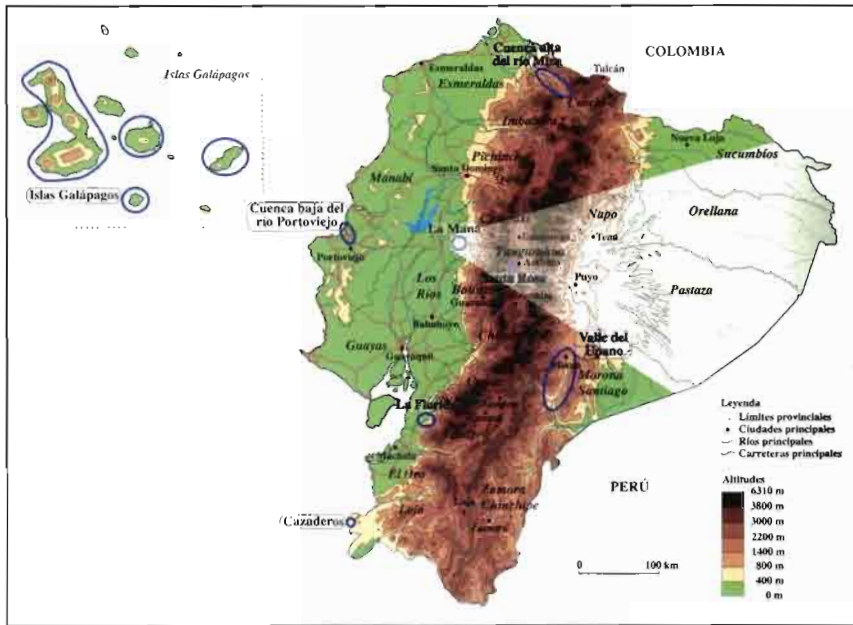 Cuenca alta
del río Mira
COLOMBIA
Tulcán
Islas Galápagos
Esmeraldas
Esmeraldas
Imbabura
Nueva Loja
Sucumbíos
Pichincha
Santo Domingo
Manabí
Islas Galápagos
Cuenca baja del
río Portoviejo
Napo
Orellana
La Maná
Tena
Portoviejo
Santa Rosa
Puyo
Pastaza
Los
Ríos
Babahoyo
Guayas
Guayaquil
Valle del
Upano
Morona
Santiago
La Florida
Machala
El Oro
Loja
Zamora
Chinchipe
Zamora
Cazaderos
PERÚ
Leyenda
Límites provinciales
Ciudades principales
Ríos principales
Carreteras principales
Altitudes
6310 m
3800 m
3000 m
2200 m
1400 m
800 m
400 m
0 m
0 100 km